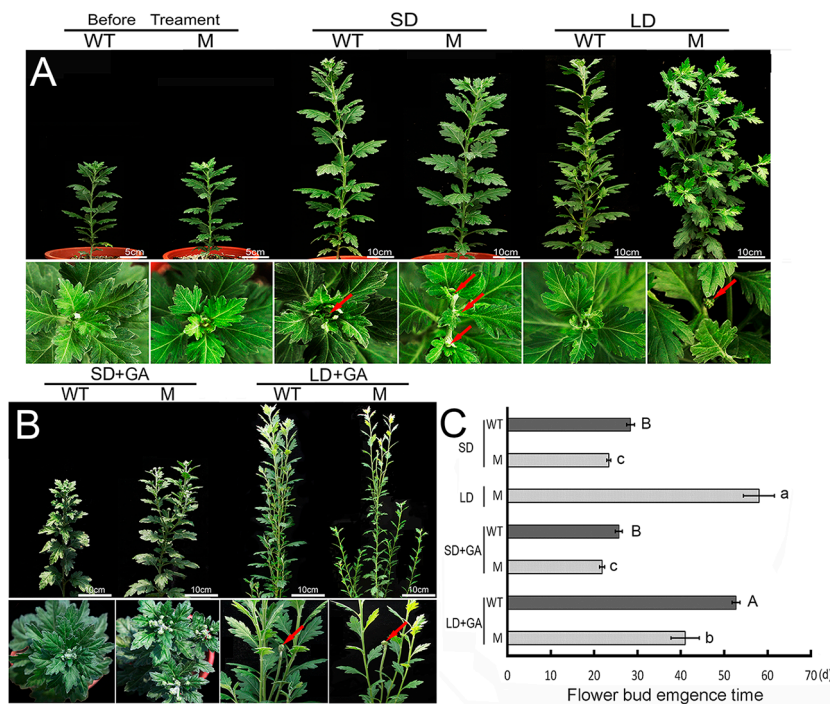 Before Treament SD LD
WT M WT M WT M
A
5cm 5cm 10cm 10cm 10cm 10cm
SD+GA LD+GA
WT M WT M
B
10cm 10cm 10cm 10cm
C
SD WT B
M c
LD M a
SD+GA WT B
M c
LD+GA WT A
M b
0 10 20 30 40 50 60 70 (d)
Flower bud emgence time